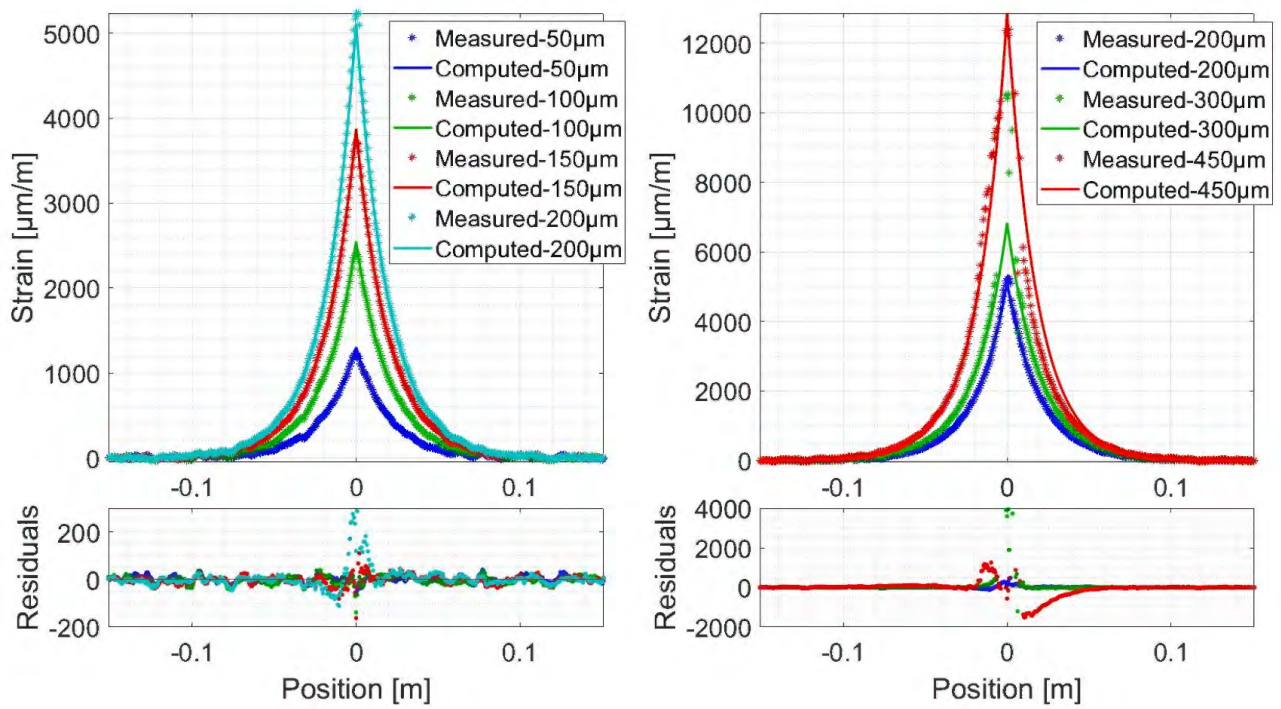 5000
4000
3000
2000
1000
0
Strain [µm/m]
Measured-50µm
Computed-50µm
Measured-100µm
Computed-100µm
Measured-150µm
Computed-150µm
Measured-200µm
Computed-200µm
-0.1 0 0.1
200
0
-200
Residuals
-0.1 0 0.1
Position [m]
12000
10000
8000
6000
4000
2000
0
Strain [µm/m]
Measured-200µm
Computed-200µm
Measured-300µm
Computed-300µm
Measured-450µm
Computed-450µm
-0.1 0 0.1
4000
2000
0
-2000
Residuals
-0.1 0 0.1
Position [m]